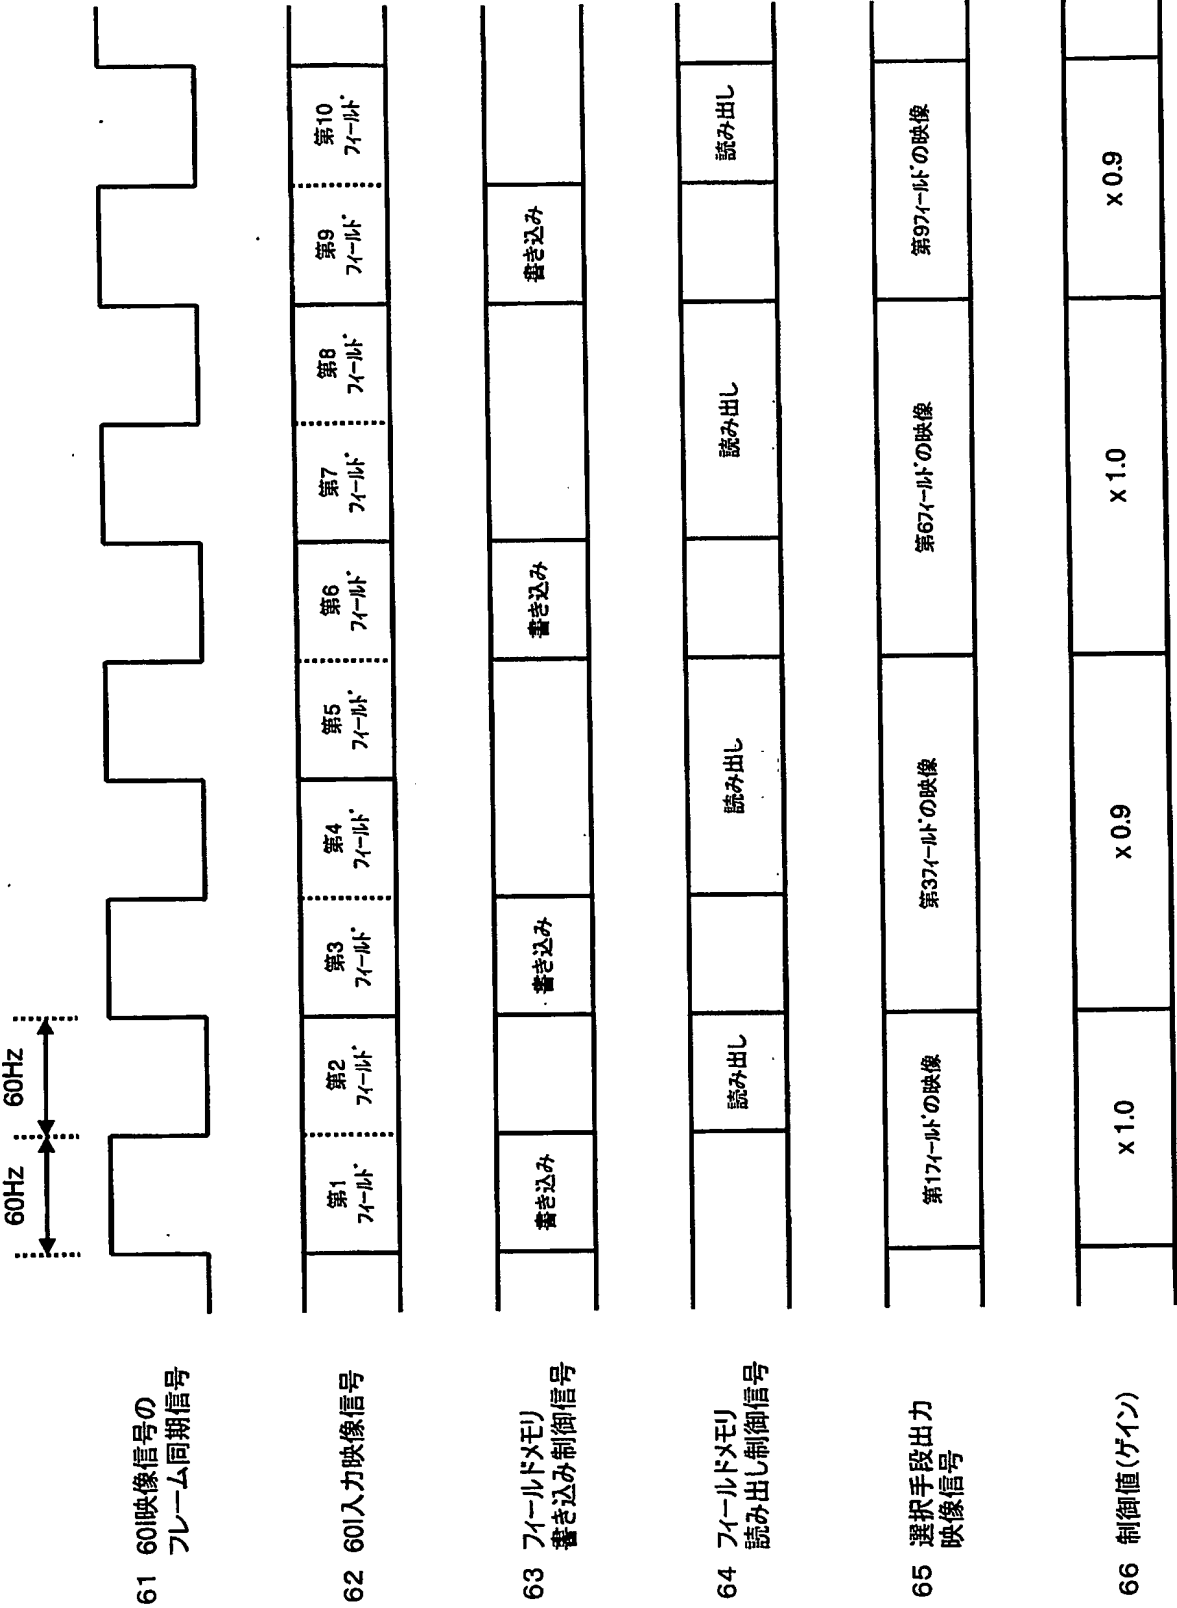 60Hz
60Hz
61 60I映像信号の
フレーム同期信号
62 60I入力映像信号
第1
フィールド
第2
フィールド
第3
フィールド
第4
フィールド
第5
フィールド
第6
フィールド
第7
フィールド
第8
フィールド
第9
フィールド
第10
フィールド
63 フィールドメモリ
書き込み制御信号
書き込み
書き込み
書き込み
書き込み
64 フィールドメモリ
読み出し制御信号
読み出し
読み出し
読み出し
読み出し
65 選択手段出力
映像信号
第1フィールドの映像
第3フィールドの映像
第6フィールドの映像
第9フィールドの映像
66 制御値(ゲイン)
x 1.0
x 0.9
x 1.0
x 0.9